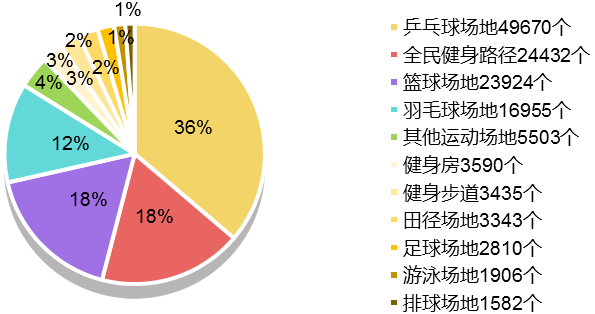 1%
2%
1%
3%
2%
3%
4%
36%
12%
18%
18%
乒乓球场地49670个
全民健身路径24432个
篮球场地23924个
羽毛球场地16955个
其他运动场地5503个
健身房3590个
健身步道3435个
田径场地3343个
足球场地2810个
游泳场地1906个
排球场地1582个